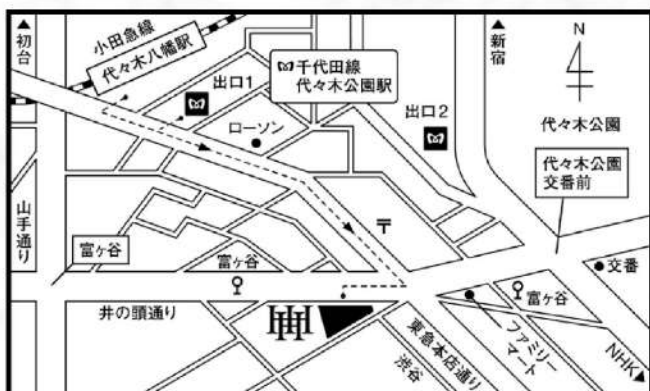 ▲初台
小田急線
代々木八幡駅
出口1
千代田線
代々木公園駅
▲新宿
N
ローソン
出口2
代々木公園
代々木公園
交番前
山手通り
富ヶ谷
富ヶ谷
〒
交番
井の頭通り
HHH
富ヶ谷
ファミリー
マート
東急本店通り
渋谷
NHK▲